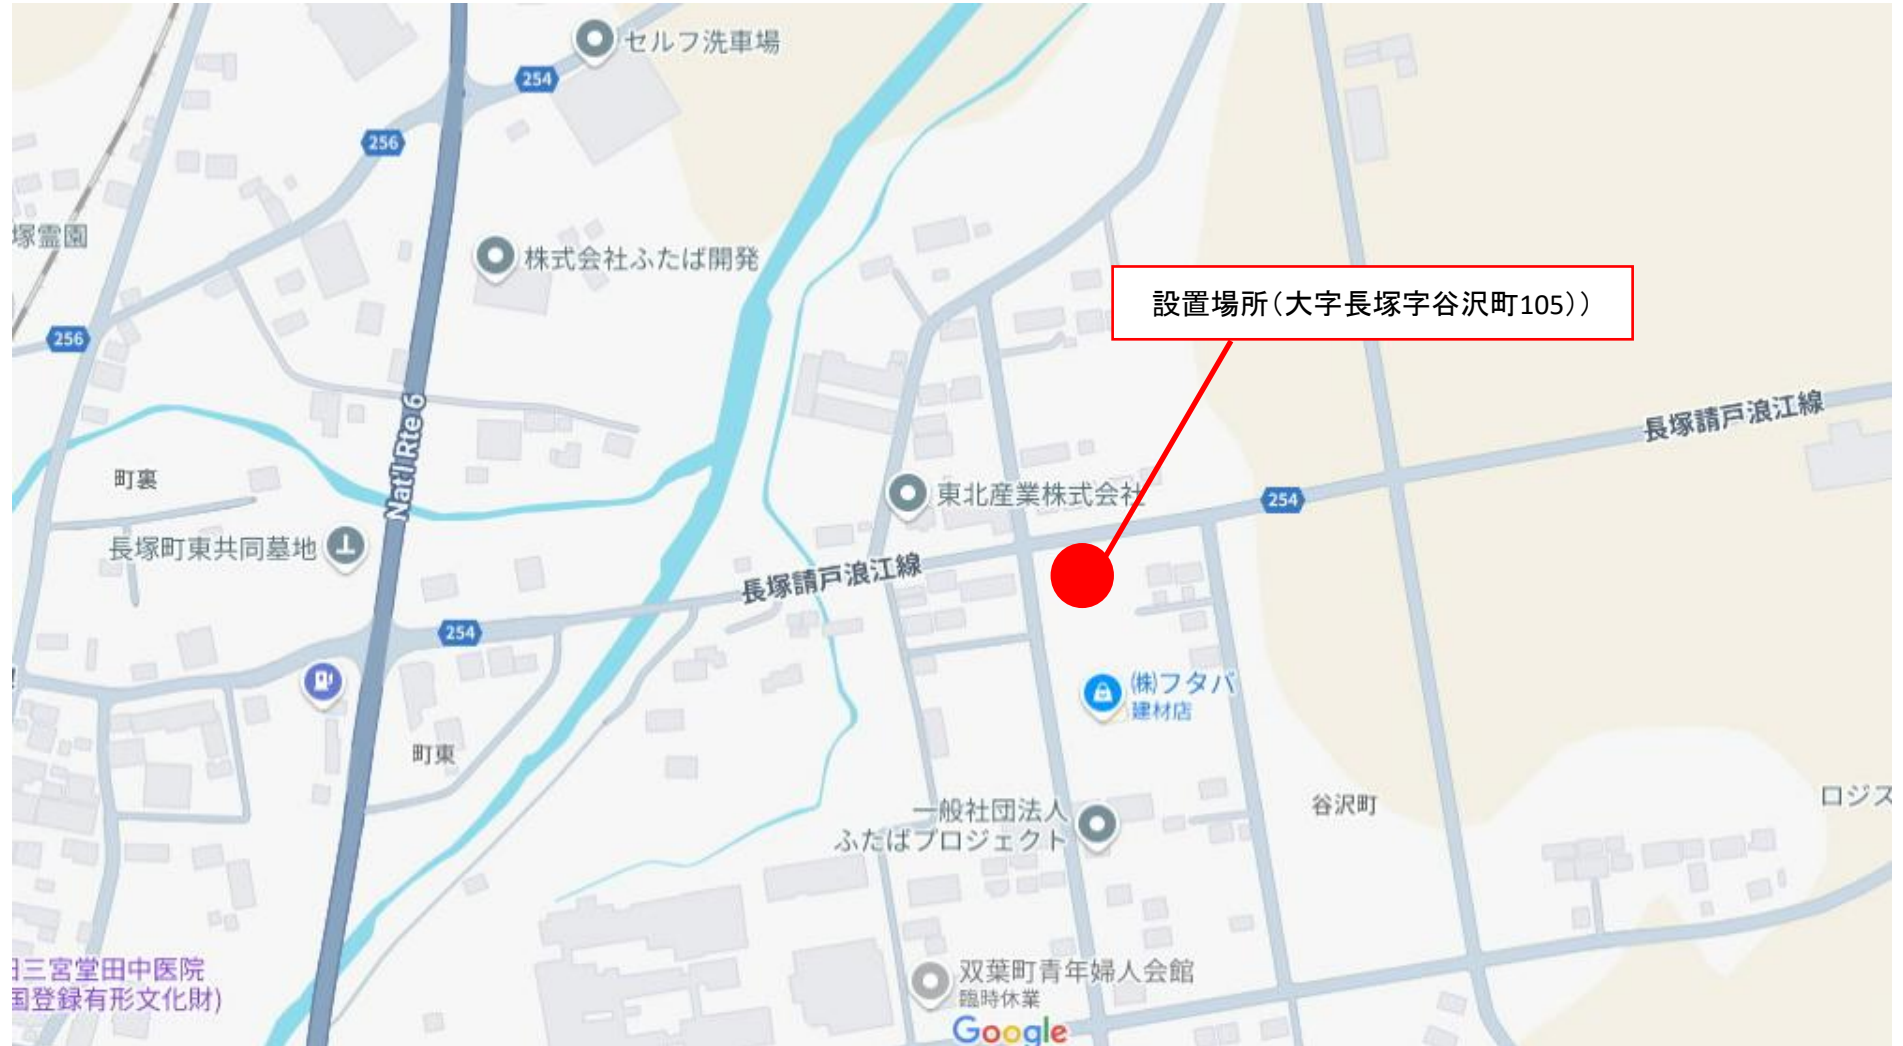 セルフ洗車場
254
256
塚霊園
株式会社ふたば開発
設置場所(大字長塚字谷沢町105))
256
Nat'l Rte 6
長塚請戸浪江線
町裏
東北産業株式会社
254
長塚町東共同墓地
長塚請戸浪江線
254
㈱フタバ
建材店
町東
一般社団法人
ふたばプロジェクト
谷沢町
ロジス
三宮堂田中医院
国登録有形文化財)
双葉町青年婦人会館
臨時休業
Google